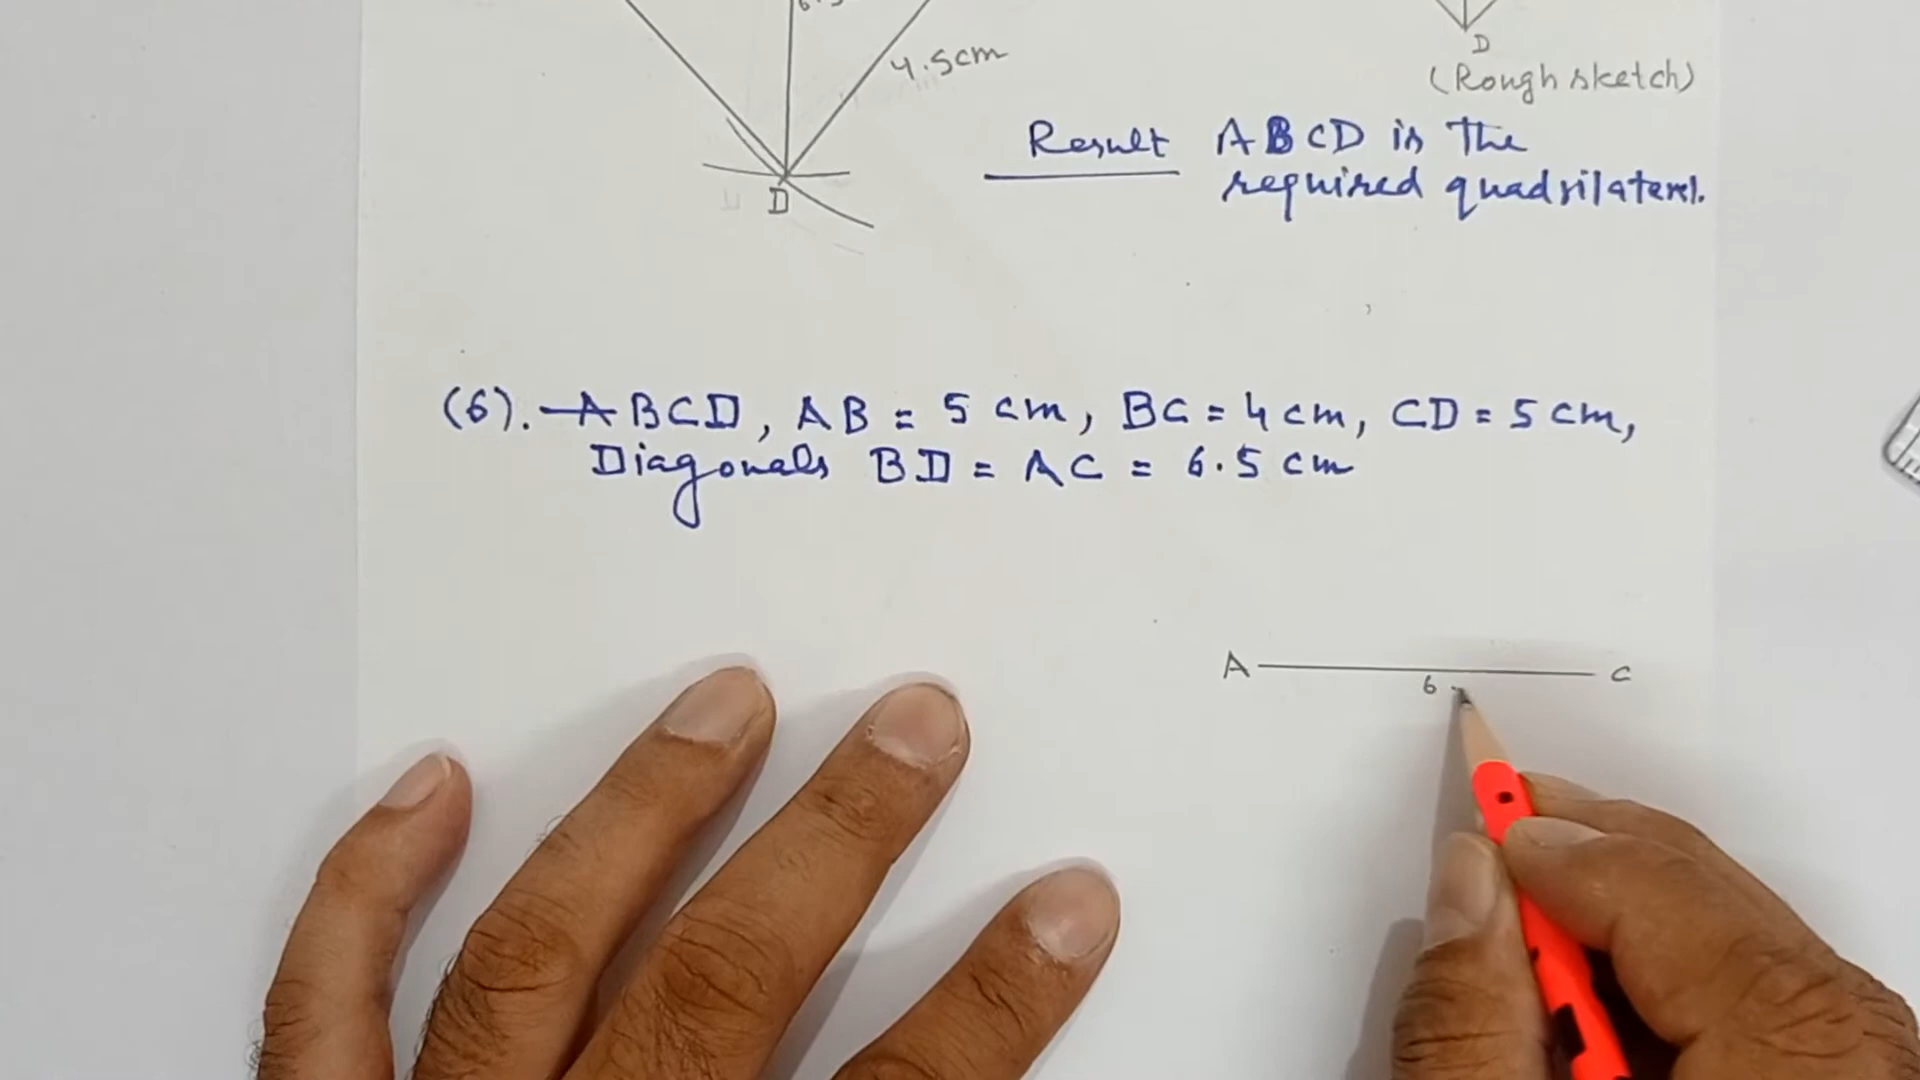 4.5cm
D
D
(Rough sketch)
Result ABCD is the
required quadrilateral.
(6). ABCD, AB = 5 cm, BC = 4 cm, CD = 5 cm,
Diagonals BD = AC = 6.5 cm
A C
6